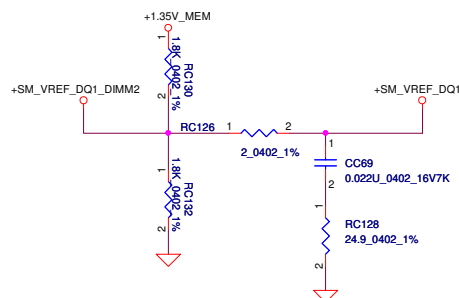 +1.35V_MEM
1
1.8K_0402_1%
RC130
2
+SM_VREF_DQ1_DIMM2
+SM_VREF_DQ1
RC126
1
2
2_0402_1%
1
CC69
0.022U_0402_16V7K
2
1
1.8K_0402_1%
RC132
2
1
RC128
24.9_0402_1%
2